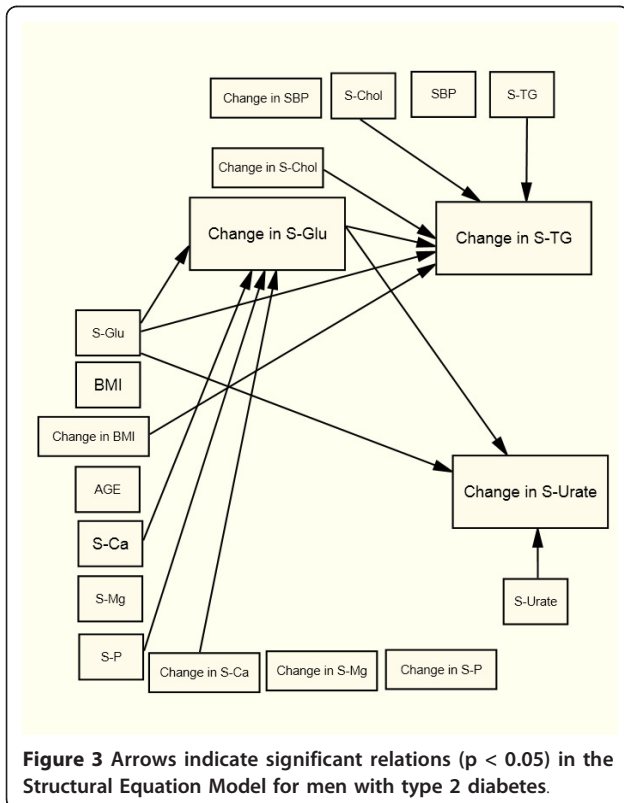 Change in SBP
S-Chol
SBP
S-TG
Change in S-Chol
Change in S-Glu
Change in S-TG
S-Glu
BMI
Change in BMI
AGE
Change in S-Urate
S-Ca
S-Mg
S-Urate
S-P
Change in S-Ca
Change in S-Mg
Change in S-P
Figure 3 Arrows indicate significant relations (p < 0.05) in the
Structural Equation Model for men with type 2 diabetes.